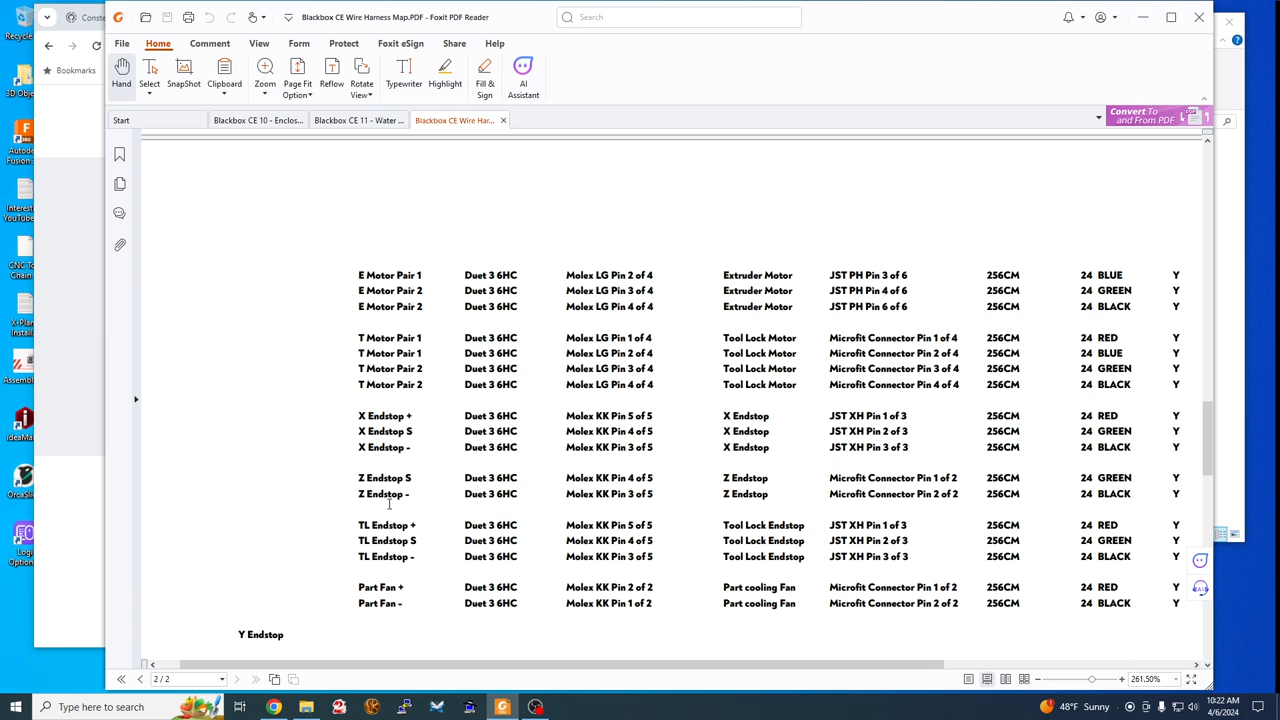 Blackbox CE Wire Harness Map.PDF - Foxit PDF Reader
Search
File Home Comment View Form Protect Foxit eSign Share Help
Hand Select SnapShot Clipboard Zoom Page Fit Option Reflow Rotate View Typewriter Highlight Fill & Sign AI Assistant
Start Blackbox CE 10 - Enclos... Blackbox CE 11 - Water ... Blackbox CE Wire Har...
Convert To
and From PDF
Bookmarks
E Motor Pair 1 Duet 3 6HC Molex LG Pin 2 of 4 Extruder Motor JST PH Pin 3 of 6 256CM 24 BLUE Y
E Motor Pair 2 Duet 3 6HC Molex LG Pin 3 of 4 Extruder Motor JST PH Pin 4 of 6 256CM 24 GREEN Y
E Motor Pair 2 Duet 3 6HC Molex LG Pin 4 of 4 Extruder Motor JST PH Pin 6 of 6 256CM 24 BLACK Y
T Motor Pair 1 Duet 3 6HC Molex LG Pin 1 of 4 Tool Lock Motor Microfit Connector Pin 1 of 4 256CM 24 RED Y
T Motor Pair 1 Duet 3 6HC Molex LG Pin 2 of 4 Tool Lock Motor Microfit Connector Pin 2 of 4 256CM 24 BLUE Y
T Motor Pair 2 Duet 3 6HC Molex LG Pin 3 of 4 Tool Lock Motor Microfit Connector Pin 3 of 4 256CM 24 GREEN Y
T Motor Pair 2 Duet 3 6HC Molex LG Pin 4 of 4 Tool Lock Motor Microfit Connector Pin 4 of 4 256CM 24 BLACK Y
X Endstop + Duet 3 6HC Molex KK Pin 5 of 5 X Endstop JST XH Pin 1 of 3 256CM 24 RED Y
X Endstop S Duet 3 6HC Molex KK Pin 4 of 5 X Endstop JST XH Pin 2 of 3 256CM 24 GREEN Y
X Endstop - Duet 3 6HC Molex KK Pin 3 of 5 X Endstop JST XH Pin 3 of 3 256CM 24 BLACK Y
Z Endstop S Duet 3 6HC Molex KK Pin 4 of 5 Z Endstop Microfit Connector Pin 1 of 2 256CM 24 RED Y
Z Endstop - Duet 3 6HC Molex KK Pin 3 of 5 Z Endstop Microfit Connector Pin 2 of 2 256CM 24 BLACK Y
TL Endstop + Duet 3 6HC Molex KK Pin 5 of 5 Tool Lock Endstop JST XH Pin 1 of 3 256CM 24 RED Y
TL Endstop S Duet 3 6HC Molex KK Pin 4 of 5 Tool Lock Endstop JST XH Pin 2 of 3 256CM 24 GREEN Y
TL Endstop - Duet 3 6HC Molex KK Pin 3 of 5 Tool Lock Endstop JST XH Pin 3 of 3 256CM 24 BLACK Y
Part Fan + Duet 3 6HC Molex KK Pin 2 of 2 Part cooling Fan Microfit Connector Pin 1 of 2 256CM 24 RED Y
Part Fan - Duet 3 6HC Molex KK Pin 1 of 2 Part cooling Fan Microfit Connector Pin 2 of 2 256CM 24 BLACK Y
Y Endstop
2 / 2
261.50%
Type here to search
48°F Sunny
10:22 AM
4/6/2024